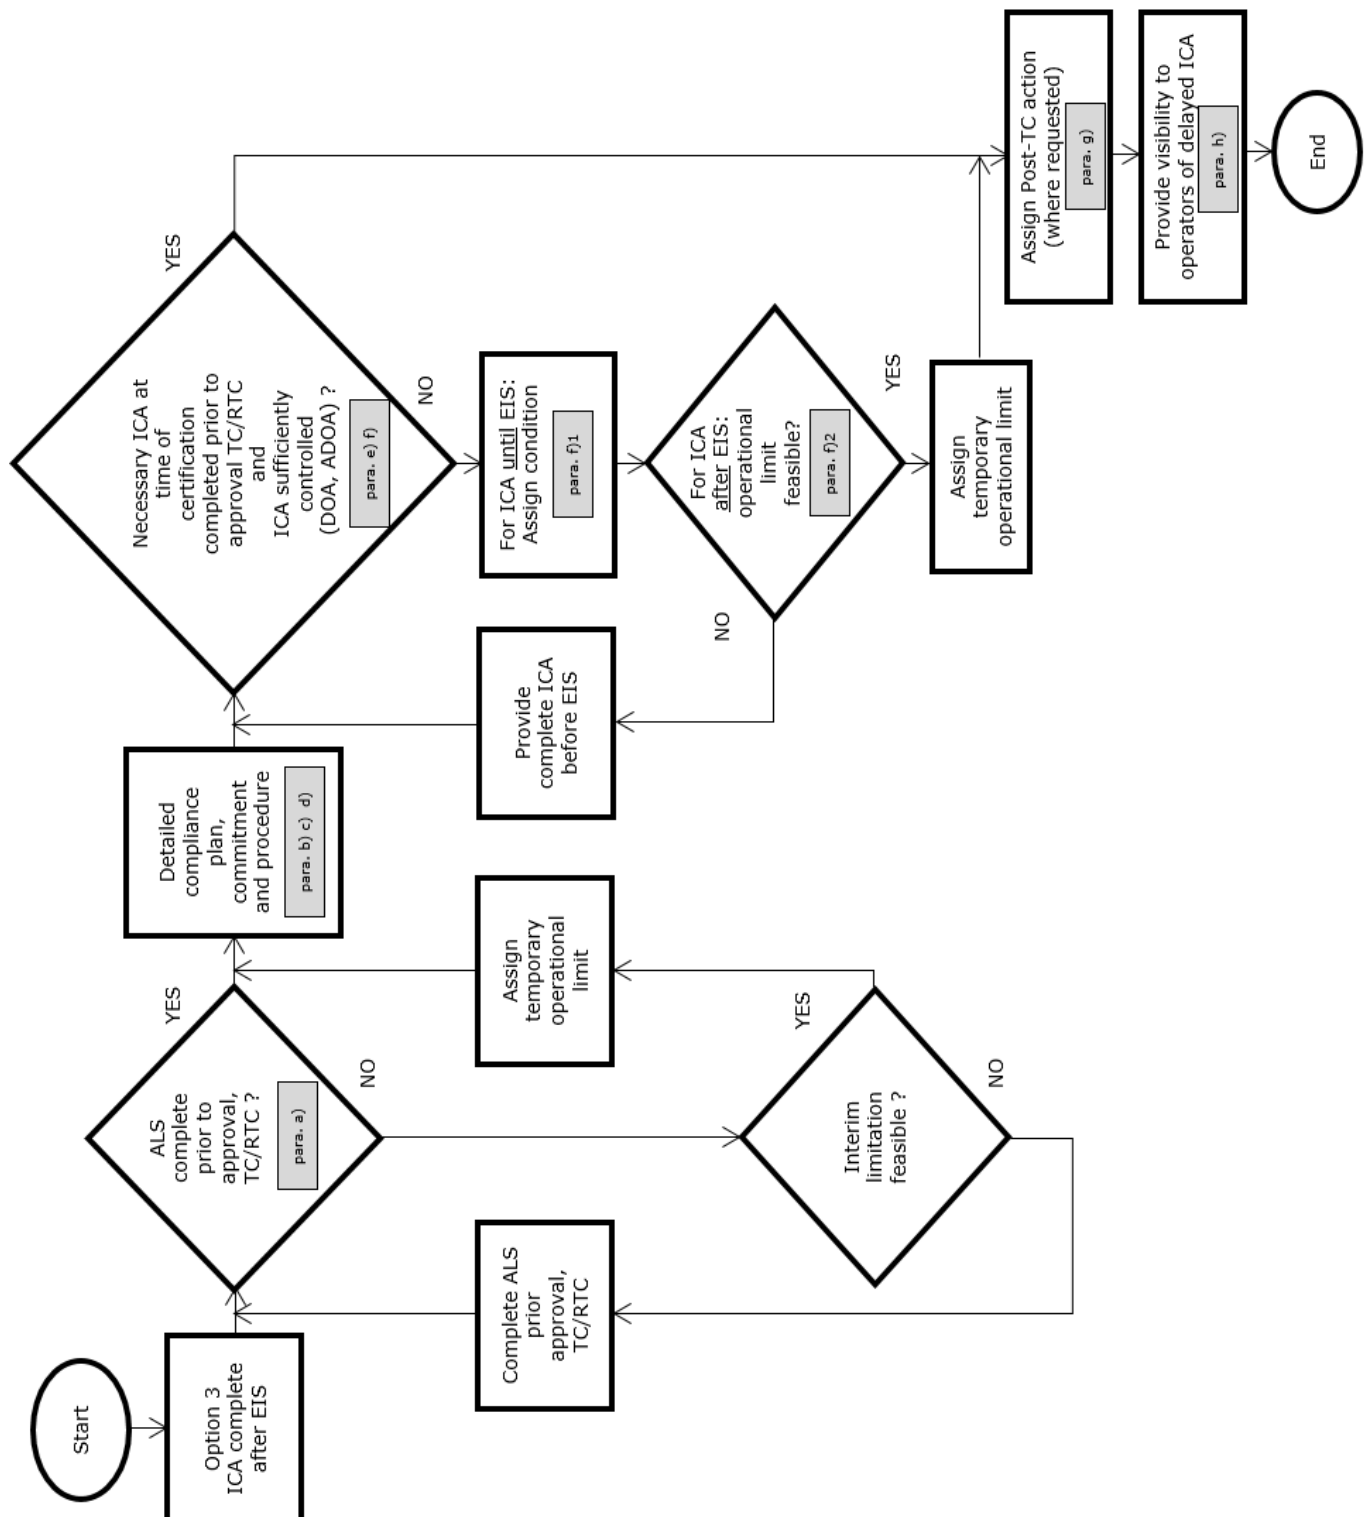 Start
Option 3
ICA complete
after EIS
ALS
complete
prior to
approval,
TC/RTC ?
para. a)
YES
NO
Complete ALS
prior
approval,
TC/RTC
Interim
limitation
feasible ?
YES
NO
Assign
temporary
operational
limit
Detailed
compliance
plan,
commitment
and procedure
para. b) c) d)
Necessary ICA at
time of
certification
completed prior to
approval TC/RTC
and
ICA sufficiently
controlled
(DOA, ADOA) ?
para. e) f)
YES
NO
For ICA until EIS:
Assign condition
para. f)1
For ICA
after EIS:
operational
limit
feasible?
para. f)2
NO
YES
Provide
complete ICA
before EIS
Assign
temporary
operational limit
Assign Post-TC action
(where requested)
para. g)
Provide visibility to
operators of delayed ICA
para. h)
End